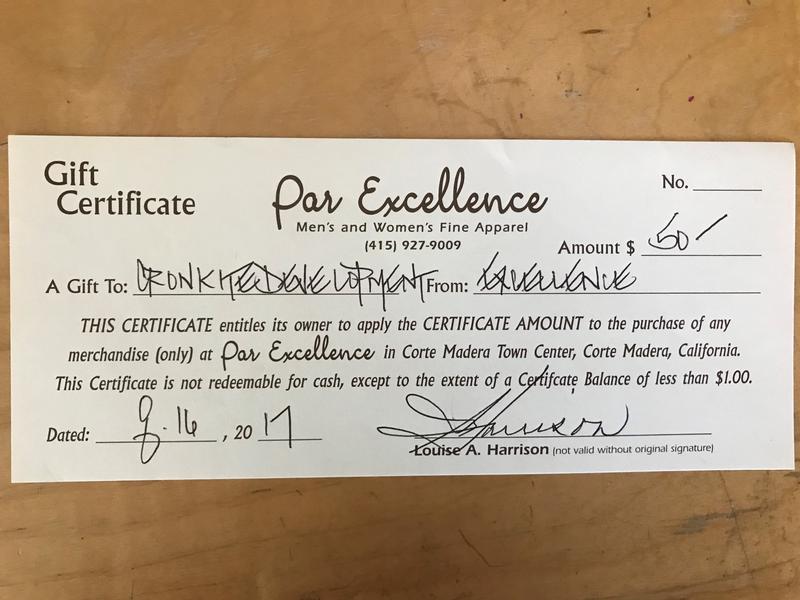 Gift
Certificate
Par Excellence
Men's and Women's Fine Apparel
(415) 927-9009
No.
Amount $ 50/
A Gift To: CRONKITE DEVELOPMENT From: EXCELLENCE
THIS CERTIFICATE entitles its owner to apply the CERTIFICATE AMOUNT to the purchase of any
merchandise (only) at Par Excellence in Corte Madera Town Center, Corte Madera, California.
This Certificate is not redeemable for cash, except to the extent of a Certifcate Balance of less than $1.00.
Dated: 8.16, 2017
Harrison
Louise A. Harrison (not valid without original signature)